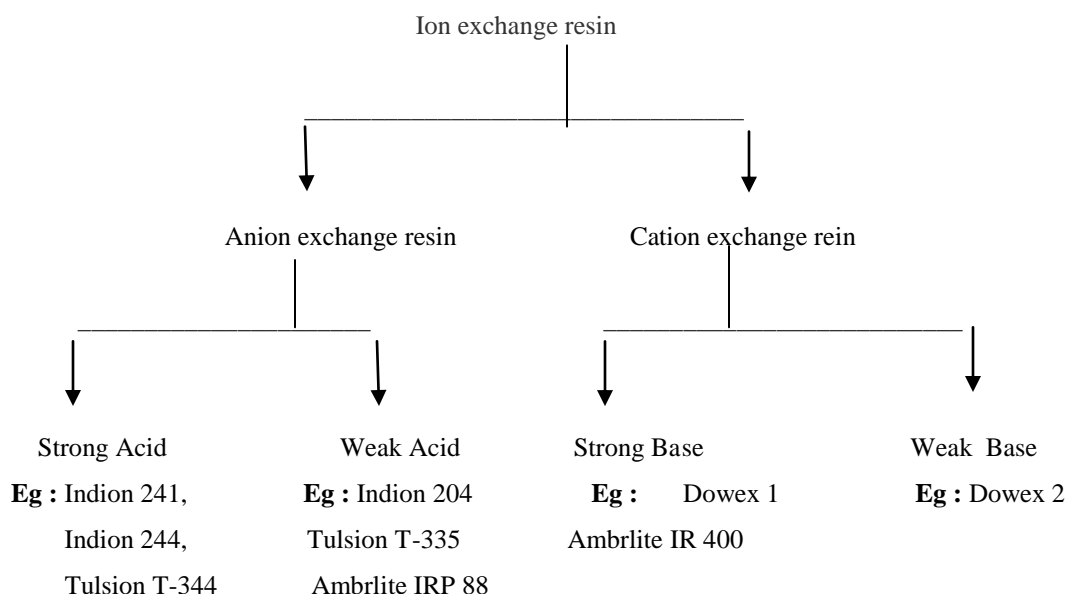 Ion exchange resin
Anion exchange resin
Cation exchange rein
Strong Acid
Eg : Indion 241,
Indion 244,
Tulsion T-344
Weak Acid
Eg : Indion 204
Tulsion T-335
Ambrlite IRP 88
Strong Base
Eg : Dowex 1
Ambrlite IR 400
Weak Base
Eg : Dowex 2